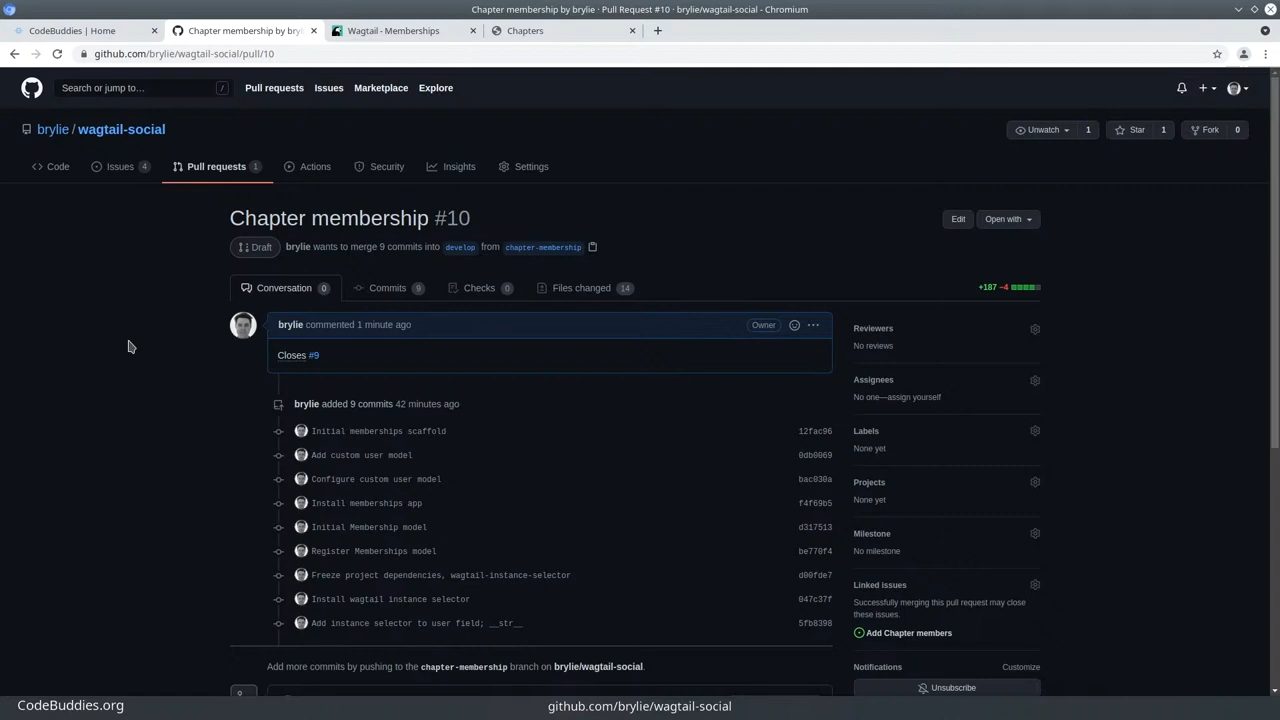 Chapter membership by brylie · Pull Request #10 · brylie/wagtail-social - Chromium
CodeBuddies | Home
Chapter membership by bryl
Wagtail - Memberships
Chapters
github.com/brylie/wagtail-social/pull/10
Search or jump to… /
Pull requests
Issues
Marketplace
Explore
brylie / wagtail-social
Unwatch 1
Star 1
Fork 0
Code
Issues 4
Pull requests 1
Actions
Security
Insights
Settings
Chapter membership #10
Edit
Open with
Draft
brylie wants to merge 9 commits into develop from chapter-membership
Conversation 0
Commits 9
Checks 0
Files changed 14
+187 −4
brylie commented 1 minute ago
Owner
Closes #9
brylie added 9 commits 42 minutes ago
Initial memberships scaffold 12fac96
Add custom user model 0db0069
Configure custom user model bac030a
Install memberships app f4f69b5
Initial Membership model d317513
Register Memberships model be770f4
Freeze project dependencies, wagtail-instance-selector d00fde7
Install wagtail instance selector 047c37f
Add instance selector to user field; __str__ 5fb8398
Add more commits by pushing to the chapter-membership branch on brylie/wagtail-social.
Reviewers
No reviews
Assignees
No one—assign yourself
Labels
None yet
Projects
None yet
Milestone
No milestone
Linked issues
Successfully merging this pull request may close
these issues.
Add Chapter members
Notifications
Customize
Unsubscribe
CodeBuddies.org
github.com/brylie/wagtail-social